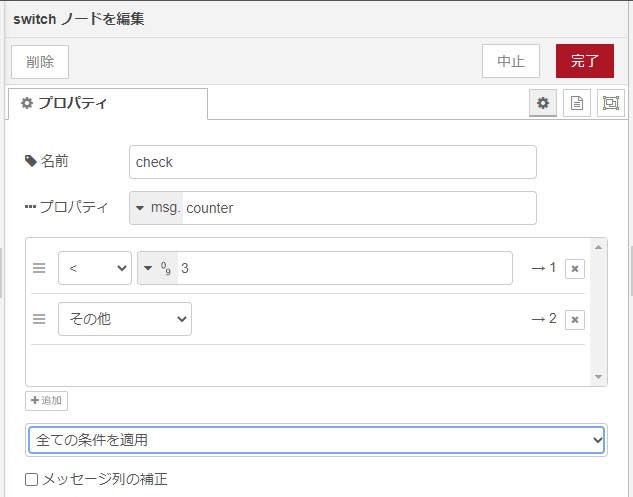 switch ノードを編集
削除 中止 完了
プロパティ
名前 check
プロパティ msg. counter
< 0 9 3 → 1
その他 → 2
追加
全ての条件を適用
メッセージ列の補正